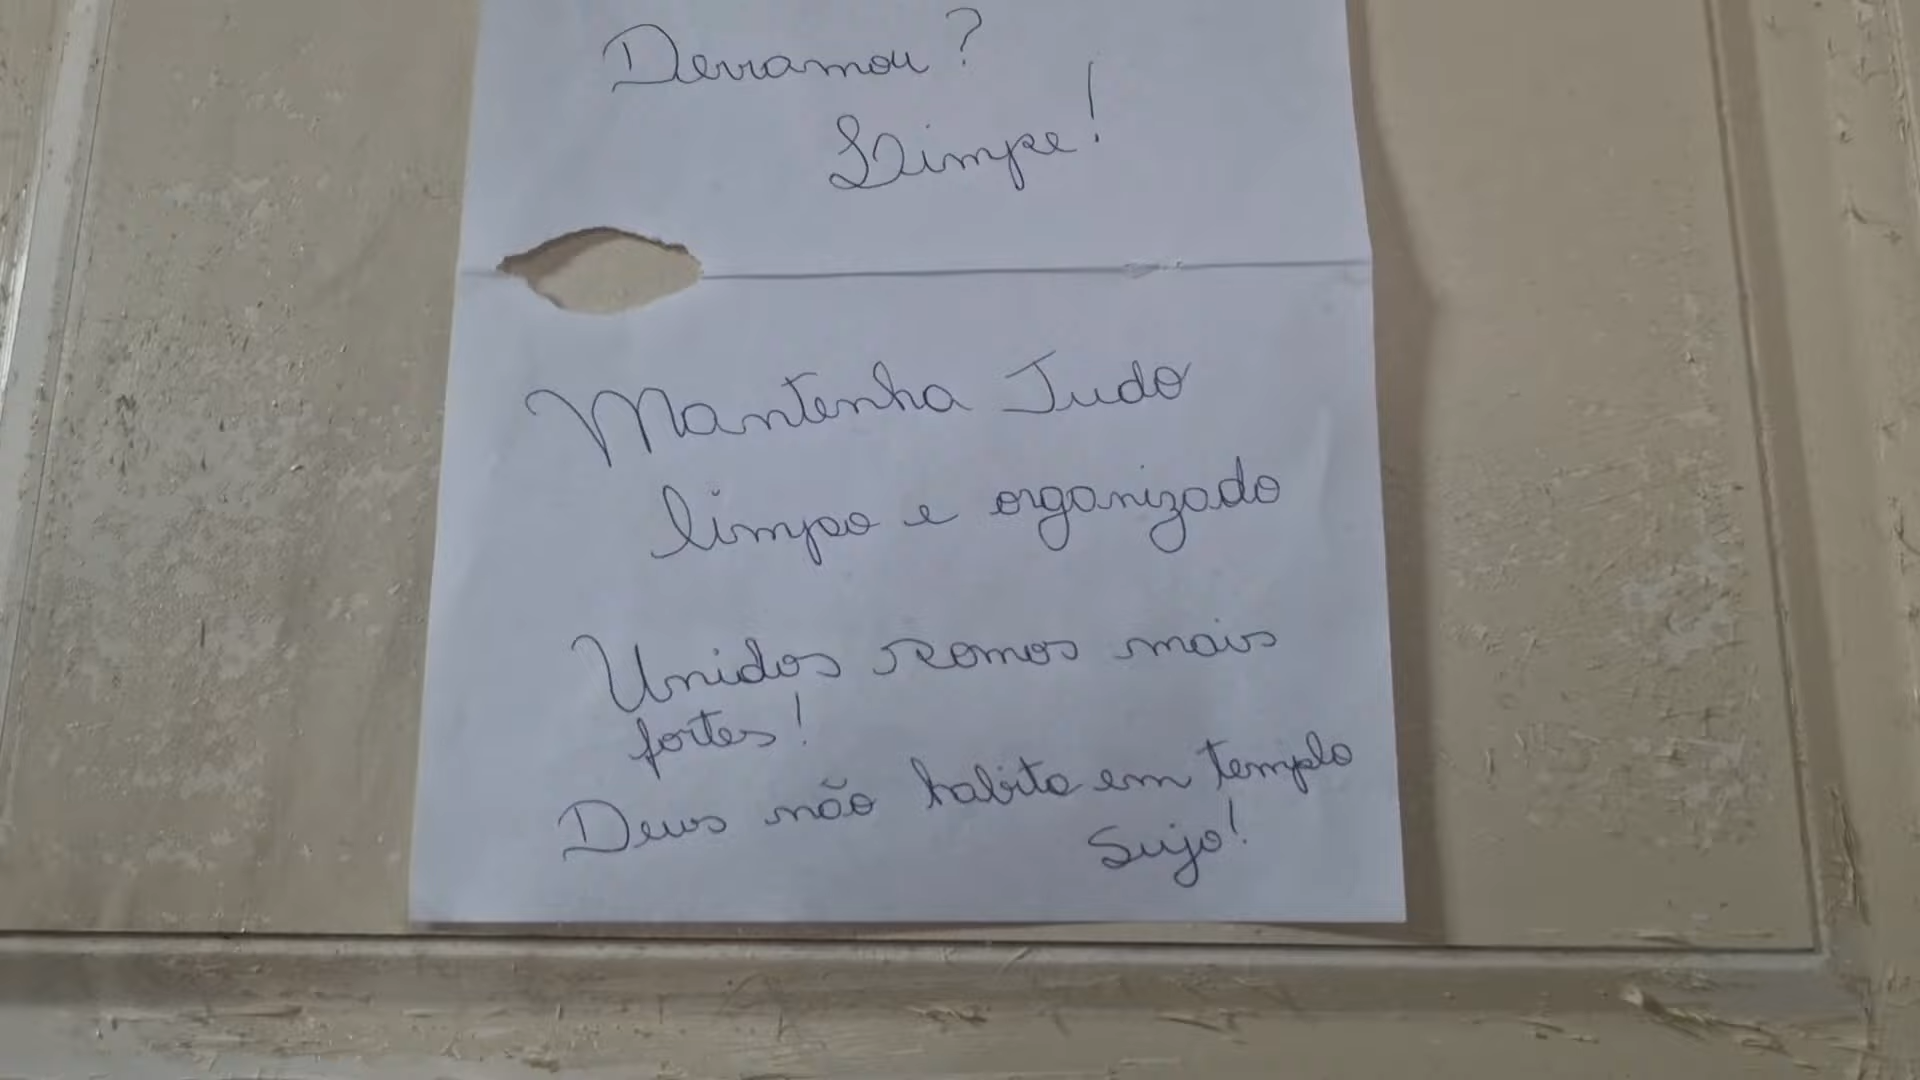 Derramou?
Limpe!
Mantenha Tudo
limpo e organizado
Unidos somos mais
fortes!
Deus não habita em templo
Sujo!